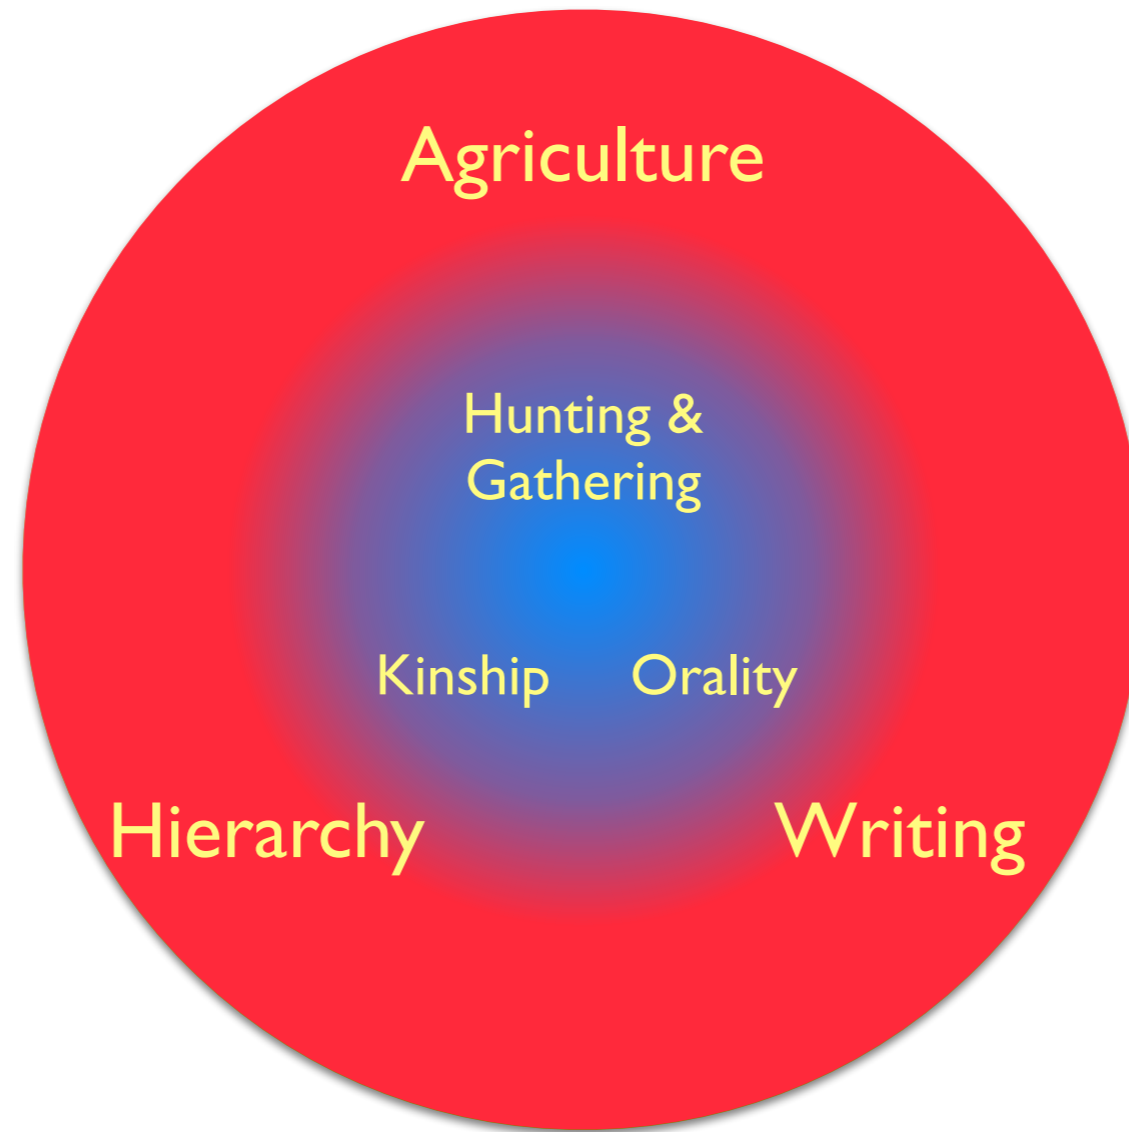 Agriculture
Hunting &
Gathering
Kinship Orality
Hierarchy Writing